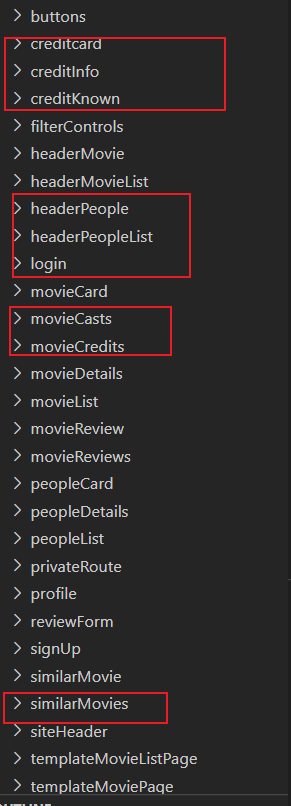 buttons
creditcard
creditInfo
creditKnown
filterControls
headerMovie
headerMovieList
headerPeople
headerPeopleList
login
movieCard
movieCasts
movieCredits
movieDetails
movieList
movieReview
movieReviews
peopleCard
peopleDetails
peopleList
privateRoute
profile
reviewForm
signUp
similarMovie
similarMovies
siteHeader
templateMovieListPage
templateMoviePage